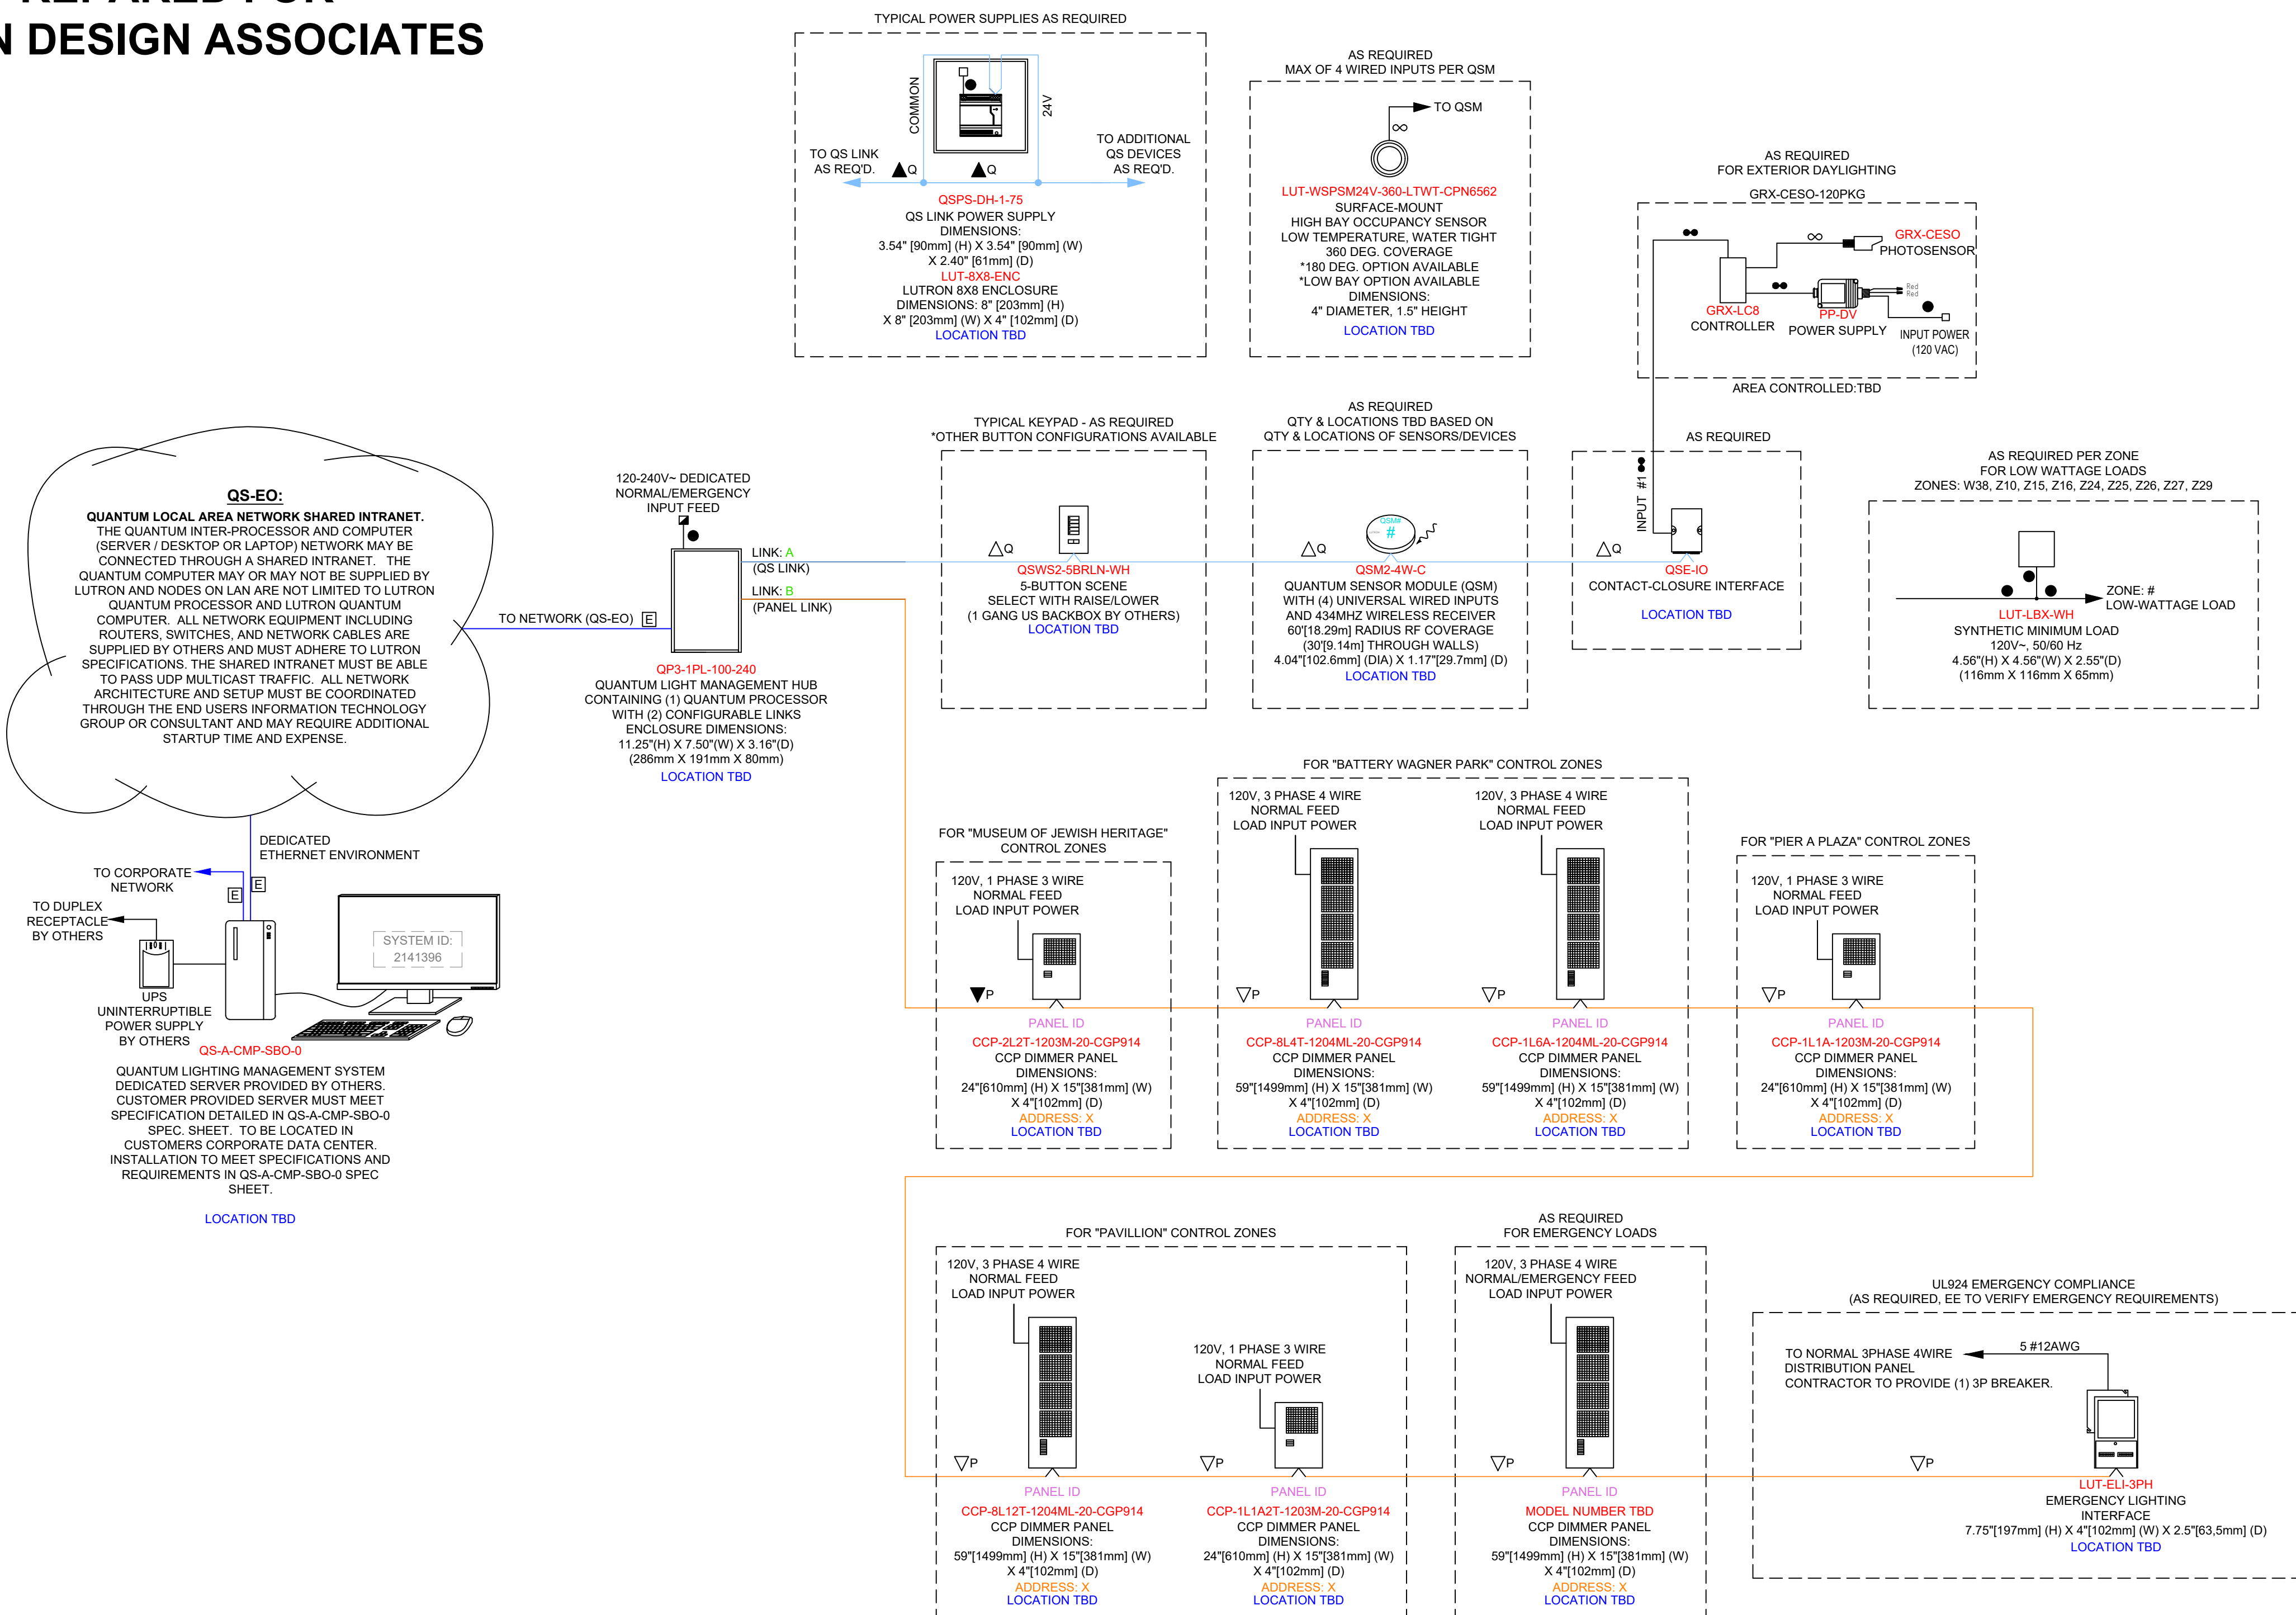 REPARED FOR
N DESIGN ASSOCIATES
TYPICAL POWER SUPPLIES AS REQUIRED
COMMON
24V
TO QS LINK
AS REQ'D.
Q
Q
TO ADDITIONAL
QS DEVICES
AS REQ'D.
QSPS-DH-1-75
QS LINK POWER SUPPLY
DIMENSIONS:
3.54" [90mm] (H) X 3.54" [90mm] (W)
X 2.40" [61mm] (D)
LUT-8X8-ENC
LUTRON 8X8 ENCLOSURE
DIMENSIONS: 8" [203mm] (H)
X 8" [203mm] (W) X 4" [102mm] (D)
LOCATION TBD
AS REQUIRED
MAX OF 4 WIRED INPUTS PER QSM
TO QSM
∞
LUT-WSPSM24V-360-LTWT-CPN6562
SURFACE-MOUNT
HIGH BAY OCCUPANCY SENSOR
LOW TEMPERATURE, WATER TIGHT
360 DEG. COVERAGE
*180 DEG. OPTION AVAILABLE
*LOW BAY OPTION AVAILABLE
DIMENSIONS:
4" DIAMETER, 1.5" HEIGHT
LOCATION TBD
AS REQUIRED
FOR EXTERIOR DAYLIGHTING
GRX-CESO-120PKG
∞
GRX-CESO
PHOTOSENSOR
Red
Red
GRX-LC8
CONTROLLER
PP-DV
POWER SUPPLY
INPUT POWER
(120 VAC)
AREA CONTROLLED:TBD
QS-EO:
QUANTUM LOCAL AREA NETWORK SHARED INTRANET.
THE QUANTUM INTER-PROCESSOR AND COMPUTER
(SERVER / DESKTOP OR LAPTOP) NETWORK MAY BE
CONNECTED THROUGH A SHARED INTRANET. THE
QUANTUM COMPUTER MAY OR MAY NOT BE SUPPLIED BY
LUTRON AND NODES ON LAN ARE NOT LIMITED TO LUTRON
QUANTUM PROCESSOR AND LUTRON QUANTUM
COMPUTER. ALL NETWORK EQUIPMENT INCLUDING
ROUTERS, SWITCHES, AND NETWORK CABLES ARE
SUPPLIED BY OTHERS AND MUST ADHERE TO LUTRON
SPECIFICATIONS. THE SHARED INTRANET MUST BE ABLE
TO PASS UDP MULTICAST TRAFFIC. ALL NETWORK
ARCHITECTURE AND SETUP MUST BE COORDINATED
THROUGH THE END USERS INFORMATION TECHNOLOGY
GROUP OR CONSULTANT AND MAY REQUIRE ADDITIONAL
STARTUP TIME AND EXPENSE.
120-240V~ DEDICATED
NORMAL/EMERGENCY
INPUT FEED
LINK: A
(QS LINK)
LINK: B
(PANEL LINK)
TO NETWORK (QS-EO) E
QP3-1PL-100-240
QUANTUM LIGHT MANAGEMENT HUB
CONTAINING (1) QUANTUM PROCESSOR
WITH (2) CONFIGURABLE LINKS
ENCLOSURE DIMENSIONS:
11.25"(H) X 7.50"(W) X 3.16"(D)
(286mm X 191mm X 80mm)
LOCATION TBD
TYPICAL KEYPAD - AS REQUIRED
*OTHER BUTTON CONFIGURATIONS AVAILABLE
Q
QSWS2-5BRLN-WH
5-BUTTON SCENE
SELECT WITH RAISE/LOWER
(1 GANG US BACKBOX BY OTHERS)
LOCATION TBD
AS REQUIRED
QTY & LOCATIONS TBD BASED ON
QTY & LOCATIONS OF SENSORS/DEVICES
QSM#
#
Q
QSM2-4W-C
QUANTUM SENSOR MODULE (QSM)
WITH (4) UNIVERSAL WIRED INPUTS
AND 434MHZ WIRELESS RECEIVER
60'[18.29m] RADIUS RF COVERAGE
(30'[9.14m] THROUGH WALLS)
4.04"[102.6mm] (DIA) X 1.17"[29.7mm] (D)
LOCATION TBD
AS REQUIRED
INPUT #1
Q
QSE-IO
CONTACT-CLOSURE INTERFACE
LOCATION TBD
AS REQUIRED PER ZONE
FOR LOW WATTAGE LOADS
ZONES: W38, Z10, Z15, Z16, Z24, Z25, Z26, Z27, Z29
ZONE: #
LOW-WATTAGE LOAD
LUT-LBX-WH
SYNTHETIC MINIMUM LOAD
120V~, 50/60 Hz
4.56"(H) X 4.56"(W) X 2.55"(D)
(116mm X 116mm X 65mm)
DEDICATED
ETHERNET ENVIRONMENT
TO CORPORATE
NETWORK
E
E
TO DUPLEX
RECEPTACLE
BY OTHERS
SYSTEM ID:
2141396
UPS
UNINTERRUPTIBLE
POWER SUPPLY
BY OTHERS
QS-A-CMP-SBO-0
QUANTUM LIGHTING MANAGEMENT SYSTEM
DEDICATED SERVER PROVIDED BY OTHERS.
CUSTOMER PROVIDED SERVER MUST MEET
SPECIFICATION DETAILED IN QS-A-CMP-SBO-0
SPEC. SHEET. TO BE LOCATED IN
CUSTOMERS CORPORATE DATA CENTER.
INSTALLATION TO MEET SPECIFICATIONS AND
REQUIREMENTS IN QS-A-CMP-SBO-0 SPEC
SHEET.
LOCATION TBD
FOR "MUSEUM OF JEWISH HERITAGE"
CONTROL ZONES
120V, 1 PHASE 3 WIRE
NORMAL FEED
LOAD INPUT POWER
P
PANEL ID
CCP-2L2T-1203M-20-CGP914
CCP DIMMER PANEL
DIMENSIONS:
24"[610mm] (H) X 15"[381mm] (W)
X 4"[102mm] (D)
ADDRESS: X
LOCATION TBD
FOR "BATTERY WAGNER PARK" CONTROL ZONES
120V, 3 PHASE 4 WIRE
NORMAL FEED
LOAD INPUT POWER
P
PANEL ID
CCP-8L4T-1204ML-20-CGP914
CCP DIMMER PANEL
DIMENSIONS:
59"[1499mm] (H) X 15"[381mm] (W)
X 4"[102mm] (D)
ADDRESS: X
LOCATION TBD
120V, 3 PHASE 4 WIRE
NORMAL FEED
LOAD INPUT POWER
P
PANEL ID
CCP-1L6A-1204ML-20-CGP914
CCP DIMMER PANEL
DIMENSIONS:
59"[1499mm] (H) X 15"[381mm] (W)
X 4"[102mm] (D)
ADDRESS: X
LOCATION TBD
FOR "PIER A PLAZA" CONTROL ZONES
120V, 1 PHASE 3 WIRE
NORMAL FEED
LOAD INPUT POWER
P
PANEL ID
CCP-1L1A-1203M-20-CGP914
CCP DIMMER PANEL
DIMENSIONS:
24"[610mm] (H) X 15"[381mm] (W)
X 4"[102mm] (D)
ADDRESS: X
LOCATION TBD
FOR "PAVILLION" CONTROL ZONES
120V, 3 PHASE 4 WIRE
NORMAL FEED
LOAD INPUT POWER
P
PANEL ID
CCP-8L12T-1204ML-20-CGP914
CCP DIMMER PANEL
DIMENSIONS:
59"[1499mm] (H) X 15"[381mm] (W)
X 4"[102mm] (D)
ADDRESS: X
LOCATION TBD
120V, 1 PHASE 3 WIRE
NORMAL FEED
LOAD INPUT POWER
P
PANEL ID
CCP-1L1A2T-1203M-20-CGP914
CCP DIMMER PANEL
DIMENSIONS:
24"[610mm] (H) X 15"[381mm] (W)
X 4"[102mm] (D)
ADDRESS: X
LOCATION TBD
AS REQUIRED
FOR EMERGENCY LOADS
120V, 3 PHASE 4 WIRE
NORMAL/EMERGENCY FEED
LOAD INPUT POWER
P
PANEL ID
MODEL NUMBER TBD
CCP DIMMER PANEL
DIMENSIONS:
59"[1499mm] (H) X 15"[381mm] (W)
X 4"[102mm] (D)
ADDRESS: X
LOCATION TBD
UL924 EMERGENCY COMPLIANCE
(AS REQUIRED, EE TO VERIFY EMERGENCY REQUIREMENTS)
5 #12AWG
TO NORMAL 3PHASE 4WIRE
DISTRIBUTION PANEL
CONTRACTOR TO PROVIDE (1) 3P BREAKER.
P
LUT-ELI-3PH
EMERGENCY LIGHTING
INTERFACE
7.75"[197mm] (H) X 4"[102mm] (W) X 2.5"[63,5mm] (D)
LOCATION TBD